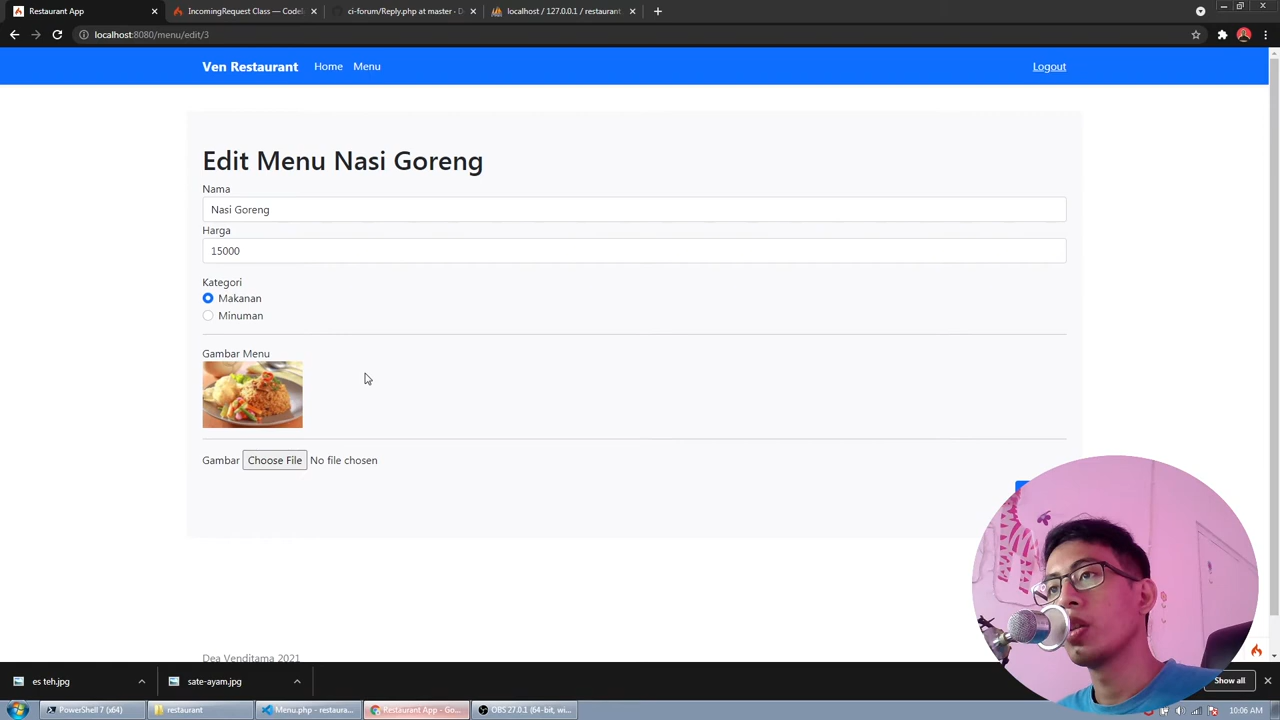 Restaurant App
IncomingRequest Class — CodeI
ci-forum/Reply.php at master · D
localhost / 127.0.0.1 / restaurant
localhost:8080/menu/edit/3
Ven Restaurant Home Menu Logout
Edit Menu Nasi Goreng
Nama
Nasi Goreng
Harga
15000
Kategori
Makanan
Minuman
Gambar Menu
Gambar Choose File No file chosen
Dea Venditama 2021
es teh.jpg
sate-ayam.jpg
Show all
PowerShell 7 (x64)
restaurant
Menu.php - restaura...
Restaurant App - Go...
OBS 27.0.1 (64-bit, wi...
10:06 AM